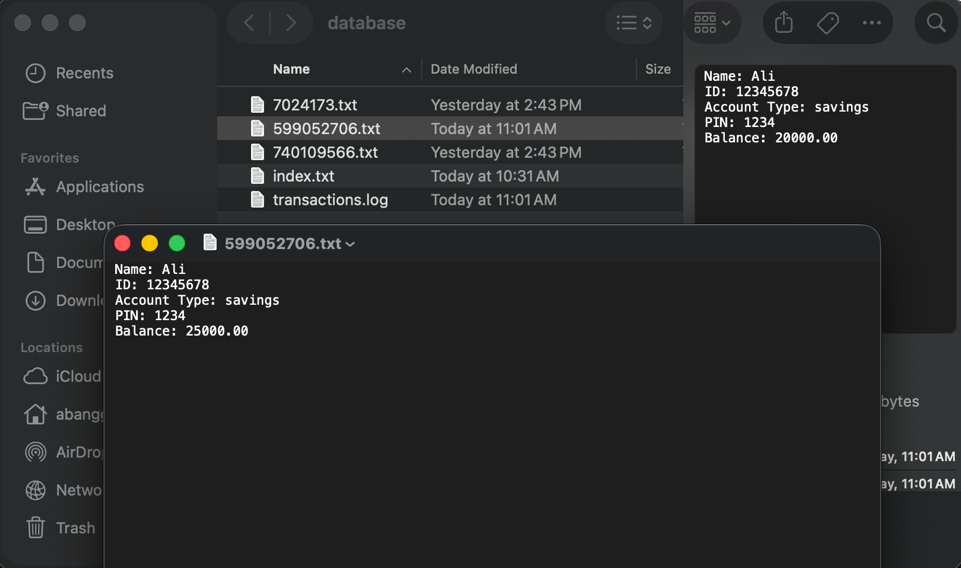 database
Name
Date Modified
Size
Recents
Shared
Favorites
Applications
Desktop
Locations
iCloud
AirDro
Netwo
Trash
7024173.txt Yesterday at 2:43 PM
599052706.txt Today at 11:01 AM
740109566.txt Yesterday at 2:43 PM
index.txt Today at 10:31 AM
transactions.log Today at 11:01 AM
Name: Ali
ID: 12345678
Account Type: savings
PIN: 1234
Balance: 20000.00
bytes
ay, 11:01 AM
ay, 11:01 AM
599052706.txt
Name: Ali
ID: 12345678
Account Type: savings
PIN: 1234
Balance: 25000.00